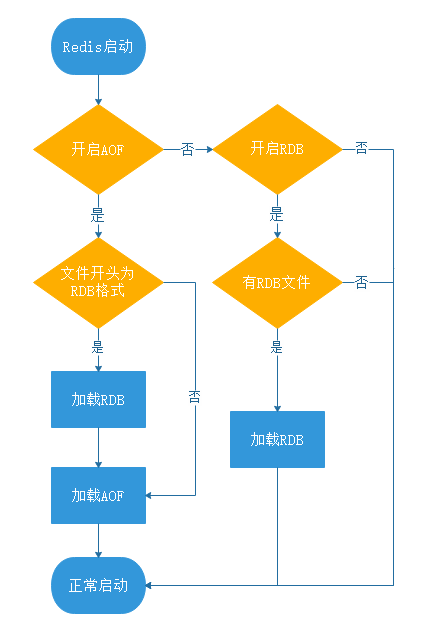 Redis启动
开启AOF
否
开启RDB
否
是
是
文件开头为
RDB格式
有RDB文件
否
是
是
加载RDB
否
加载RDB
加载AOF
正常启动